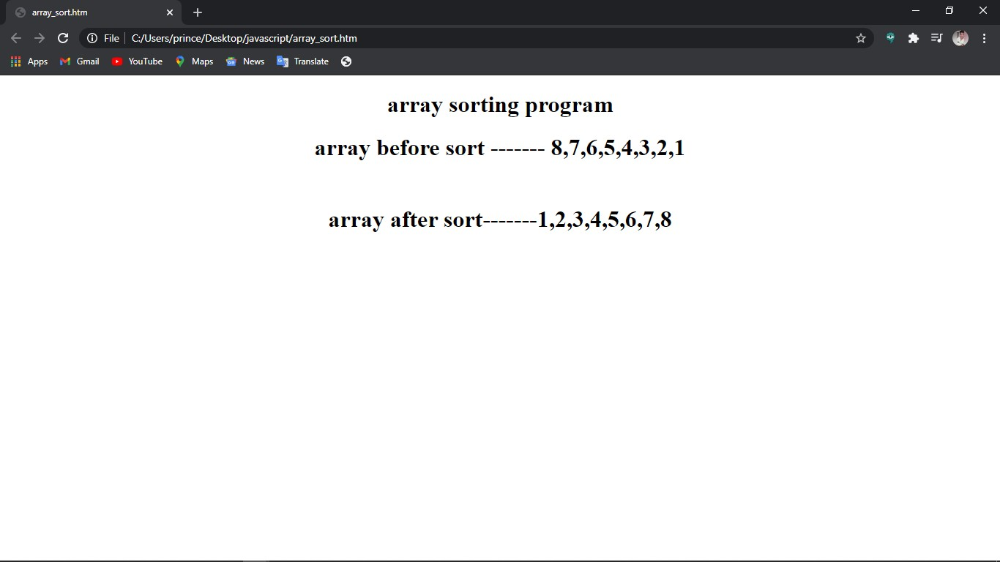 array_sort.htm
File C:/Users/prince/Desktop/javascript/array_sort.htm
Apps Gmail YouTube Maps News Translate
array sorting program
array before sort ------- 8,7,6,5,4,3,2,1
array after sort-------1,2,3,4,5,6,7,8